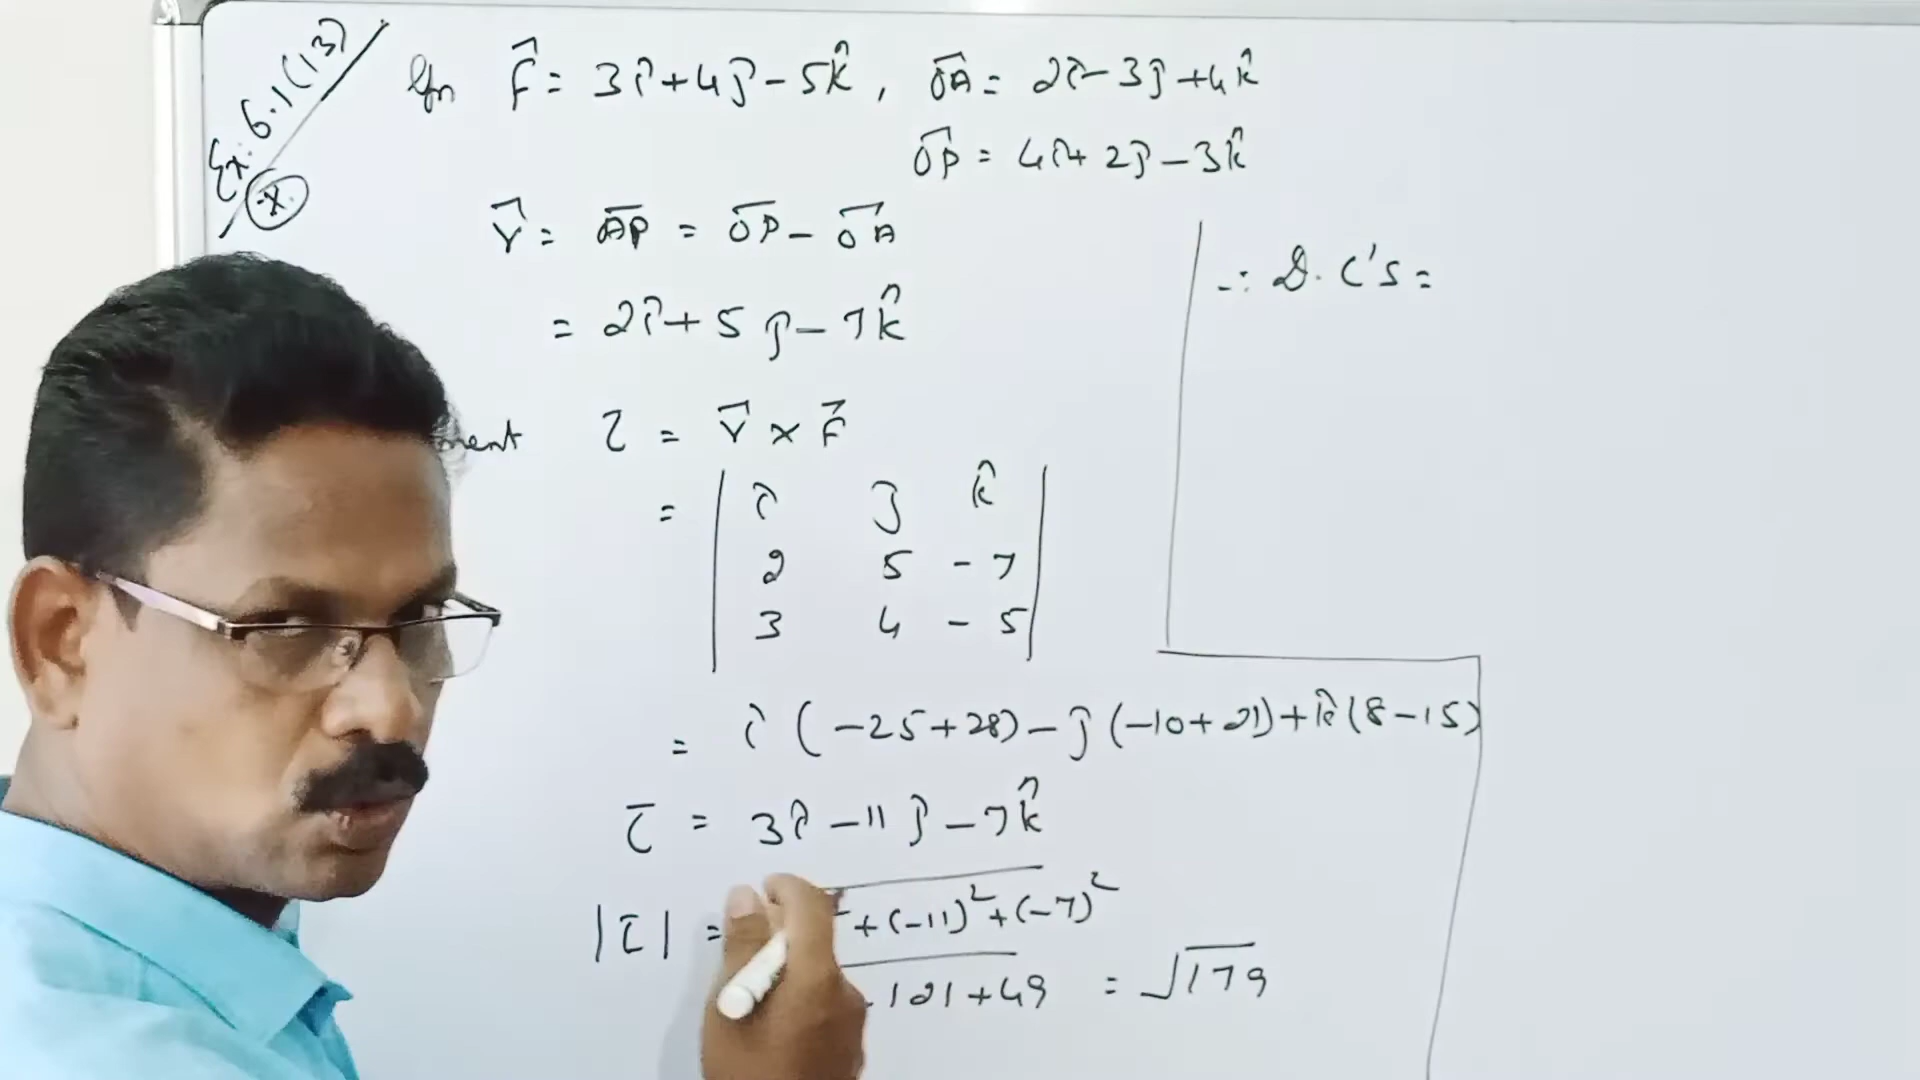 Ex: 6.1(13)
Gn F⃗ = 3î+4ĵ-5k̂, OA⃗ = 2î-3ĵ+4k̂
OP⃗ = 4î+2ĵ-3k̂
r⃗ = AP⃗ = OP⃗ - OA⃗
= 2î+5ĵ-7k̂
ment τ = r⃗ × F⃗
= | î ĵ k̂ |
2 5 -7
3 4 -5
= î(-25+28)-ĵ(-10+21)+k̂(8-15)
τ̄ = 3î-11ĵ-7k̂
|τ̄| = ²+(-11)²+(-7)²
121+49 = √179
∴ D.C's =